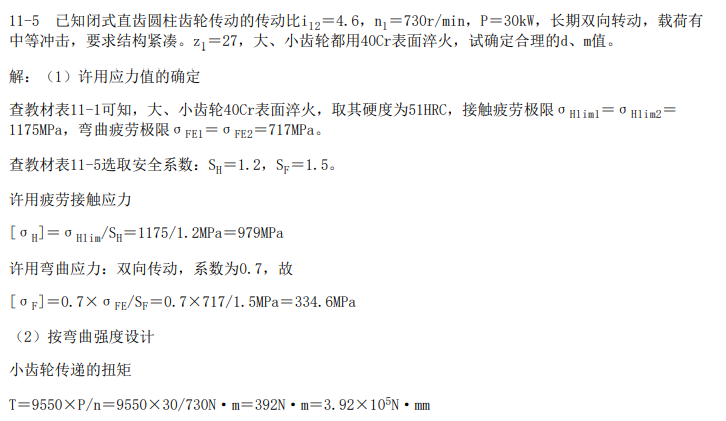 11-5　已知闭式直齿圆柱齿轮传动的传动比i₁₂＝4.6，n₁＝730r/min，P＝30kW，长期双向转动，载荷有
中等冲击，要求结构紧凑。z₁＝27，大、小齿轮都用40Cr表面淬火，试确定合理的d、m值。
解：（1）许用应力值的确定
查教材表11-1可知，大、小齿轮40Cr表面淬火，取其硬度为51HRC，接触疲劳极限σHlim1＝σHlim2＝
1175MPa，弯曲疲劳极限σFE1＝σFE2＝717MPa。
查教材表11-5选取安全系数：SH＝1.2，SF＝1.5。
许用疲劳接触应力
[σH]＝σHlim/SH＝1175/1.2MPa＝979MPa
许用弯曲应力：双向传动，系数为0.7，故
[σF]＝0.7×σFE/SF＝0.7×717/1.5MPa＝334.6MPa
（2）按弯曲强度设计
小齿轮传递的扭矩
T＝9550×P/n＝9550×30/730N·m＝392N·m＝3.92×10⁵N·mm